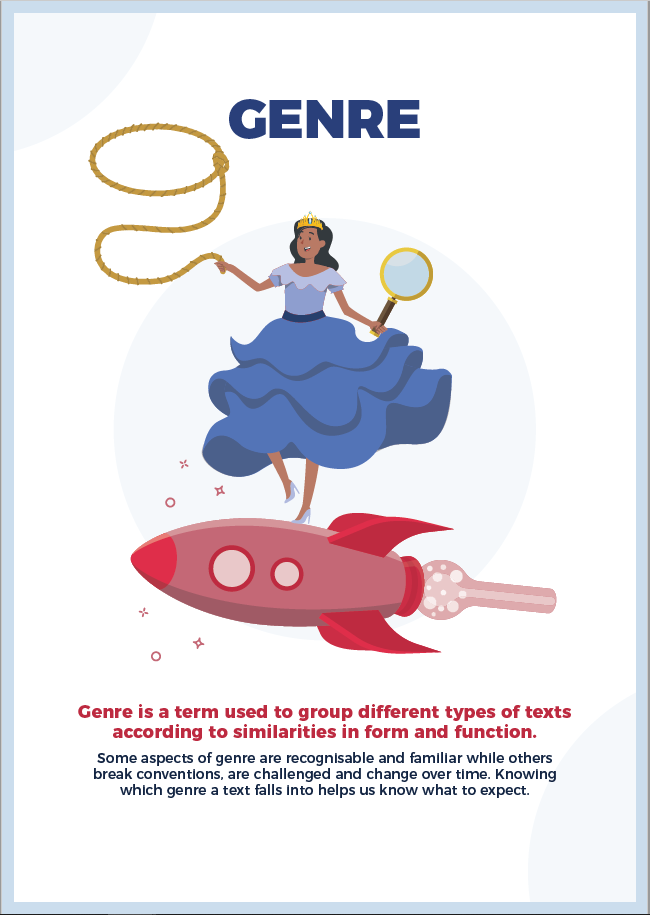 GENRE
Genre is a term used to group different types of texts
according to similarities in form and function.
Some aspects of genre are recognisable and familiar while others
break conventions, are challenged and change over time. Knowing
which genre a text falls into helps us know what to expect.